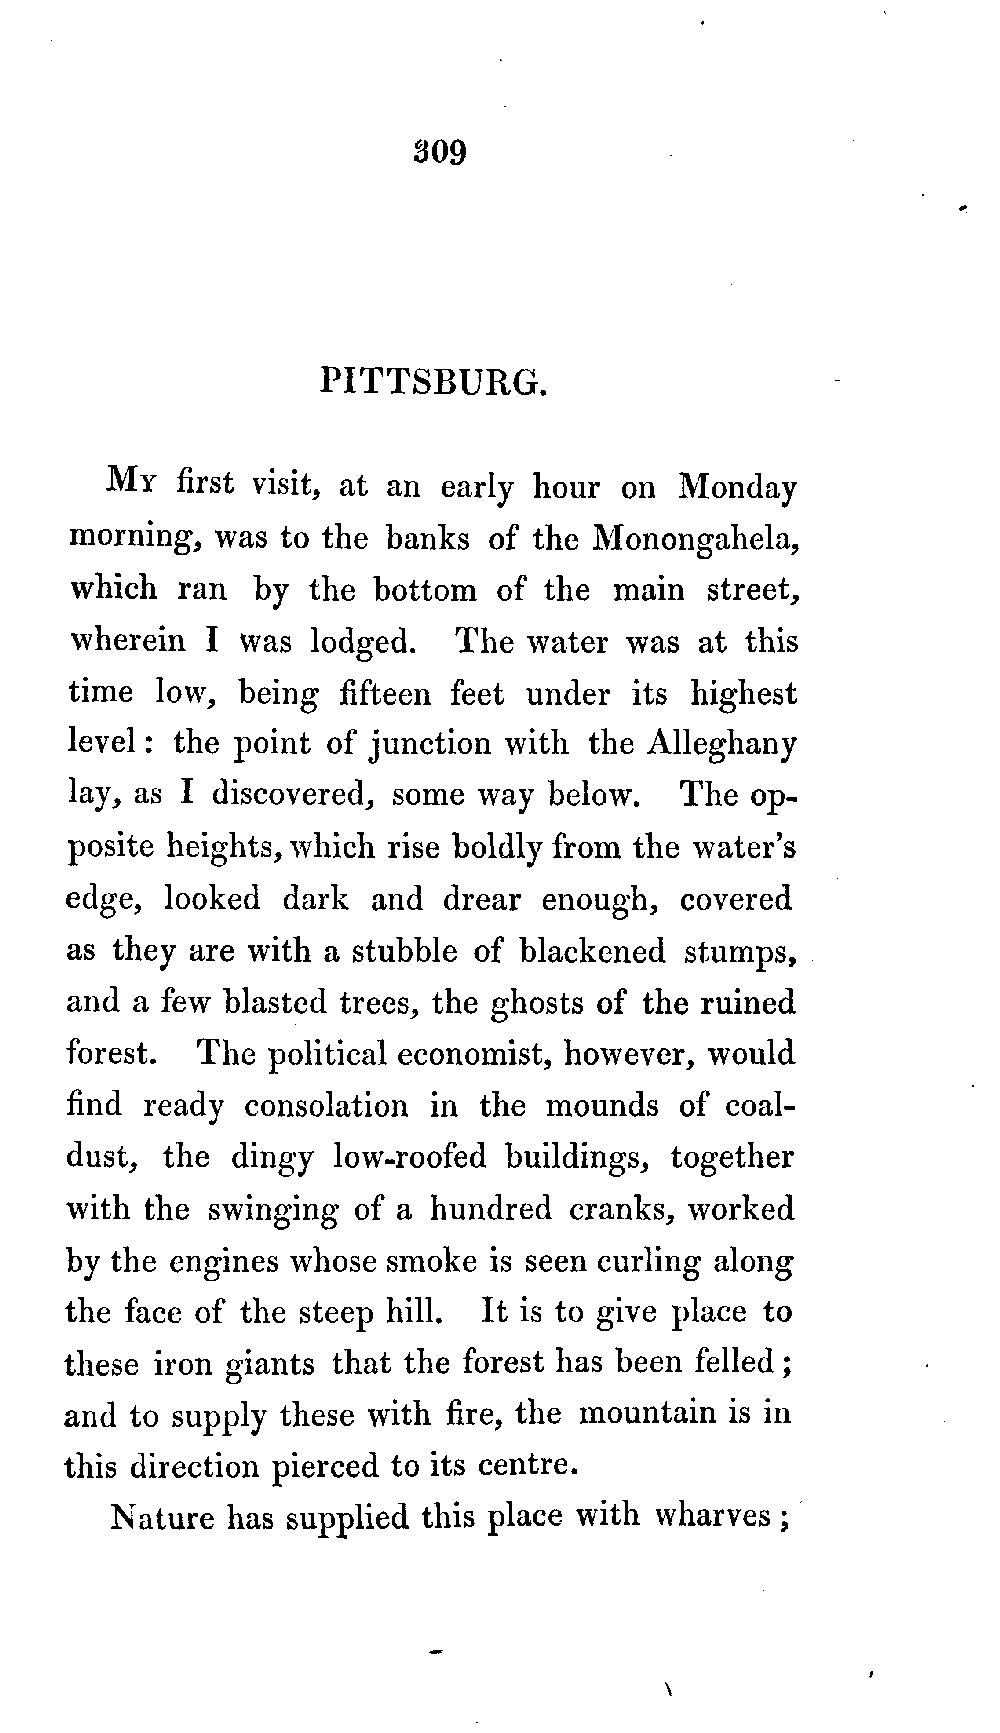 309
PITTSBURG.
My first visit, at an early hour on Monday
morning, was to the banks of the Monongahela,
which ran by the bottom of the main street,
wherein I was lodged. The water was at this
time low, being fifteen feet under its highest
level: the point of junction with the Alleghany
lay, as I discovered, some way below. The op-
posite heights, which rise boldly from the water's
edge, looked dark and drear enough, covered
as they are with a stubble of blackened stumps,
and a few blasted trees, the ghosts of the ruined
forest. The political economist, however, would
find ready consolation in the mounds of coal-
dust, the dingy low-roofed buildings, together
with the swinging of a hundred cranks, worked
by the engines whose smoke is seen curling along
the face of the steep hill. It is to give place to
these iron giants that the forest has been felled;
and to supply these with fire, the mountain is in
this direction pierced to its centre.
Nature has supplied this place with wharves;